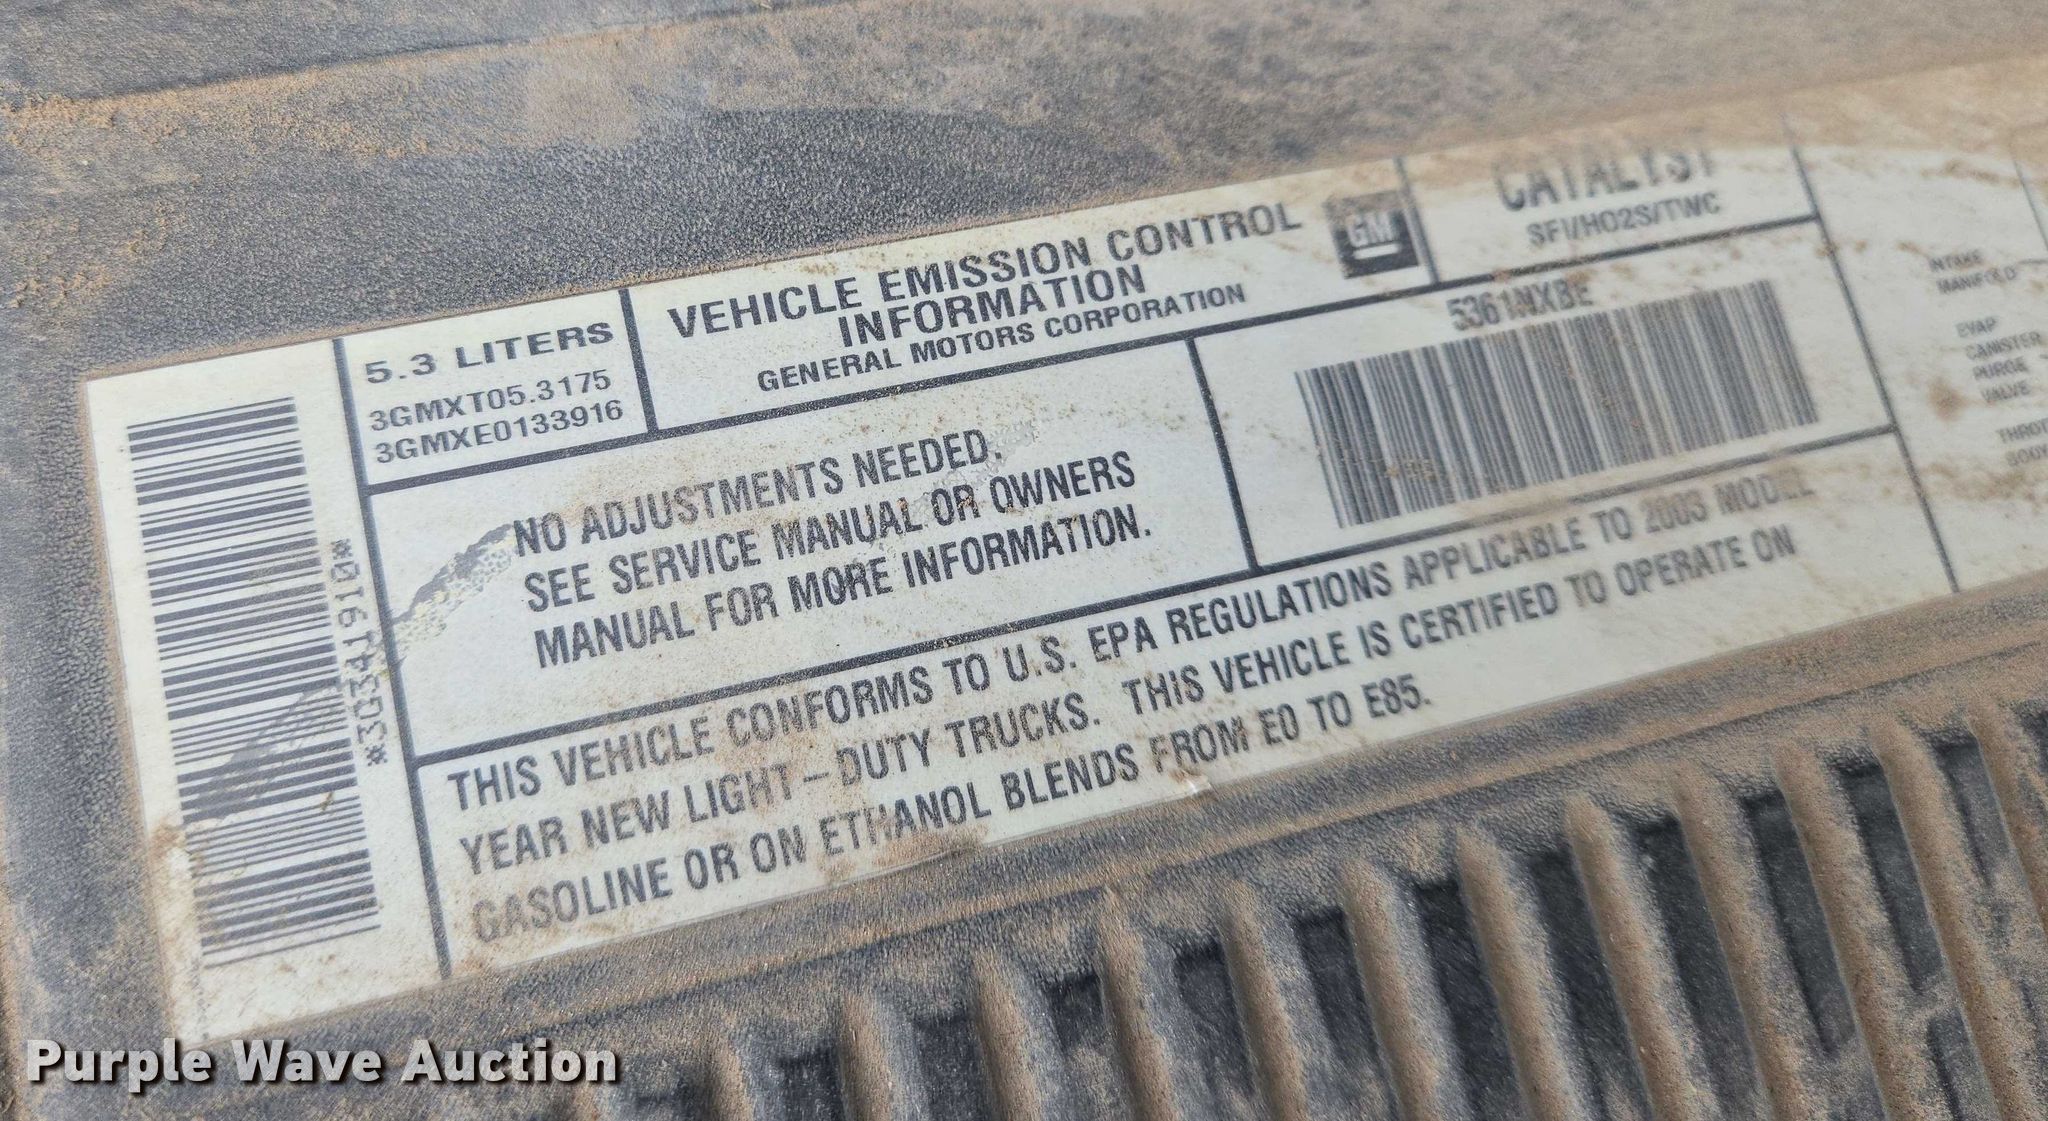 5.3 LITERS
3GMXT05.3175
3GMXE0133916
VEHICLE EMISSION CONTROL
INFORMATION
GENERAL MOTORS CORPORATION
GM
CATALYST
SFI/HO2S/TWC
5361NXBE
NO ADJUSTMENTS NEEDED.
SEE SERVICE MANUAL OR OWNERS
MANUAL FOR MORE INFORMATION.
THIS VEHICLE CONFORMS TO U.S. EPA REGULATIONS APPLICABLE TO 2003 MODEL
YEAR NEW LIGHT-DUTY TRUCKS. THIS VEHICLE IS CERTIFIED TO OPERATE ON
GASOLINE OR ON ETHANOL BLENDS FROM E0 TO E85.
*3G341910*
INTAKE
MANIFOLD
EVAP
CANISTER
PURGE
VALVE
Purple Wave Auction